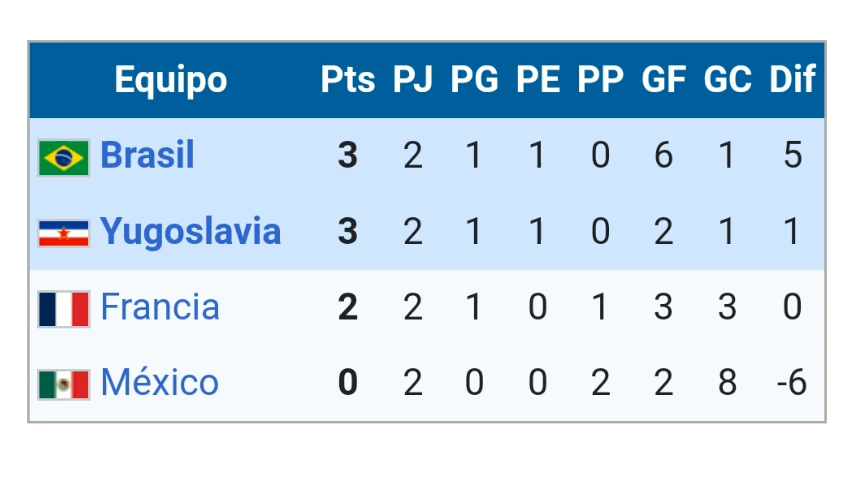 Equipo Pts PJ PG PE PP GF GC Dif
Brasil 3 2 1 1 0 6 1 5
Yugoslavia 3 2 1 1 0 2 1 1
Francia 2 2 1 0 1 3 3 0
México 0 2 0 0 2 2 8 -6